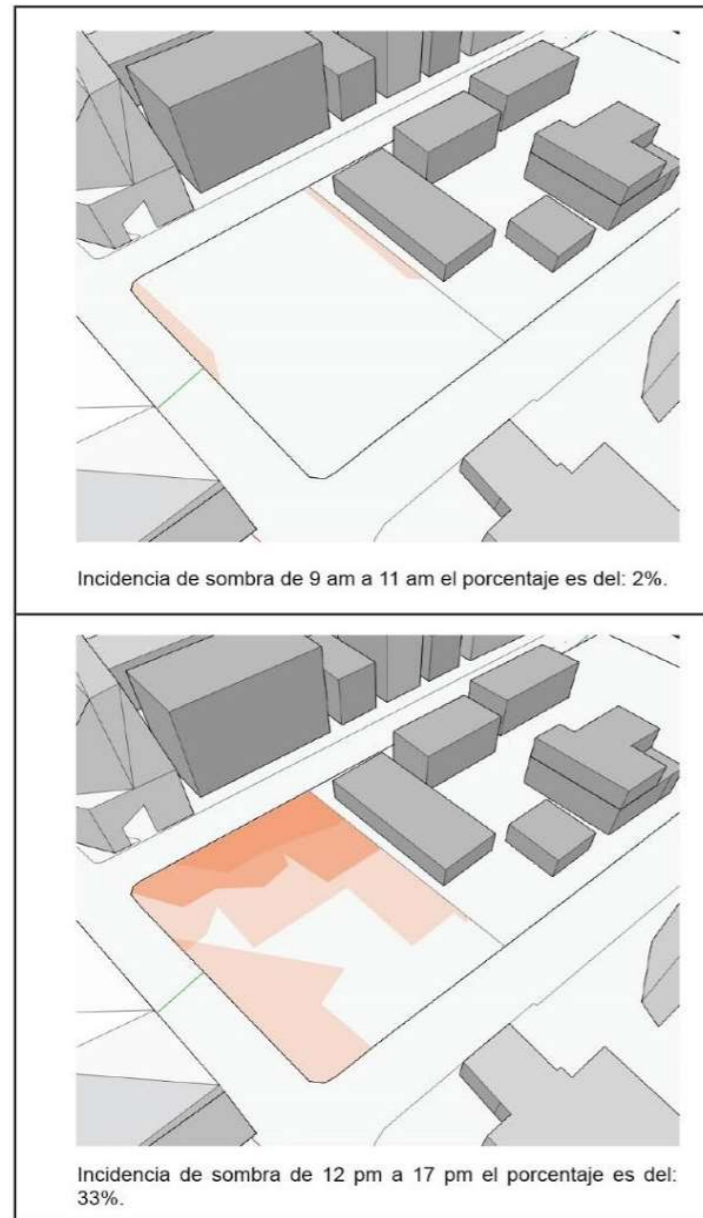 Incidencia de sombra de 9 am a 11 am el porcentaje es del: 2%.
Incidencia de sombra de 12 pm a 17 pm el porcentaje es del:
33%.